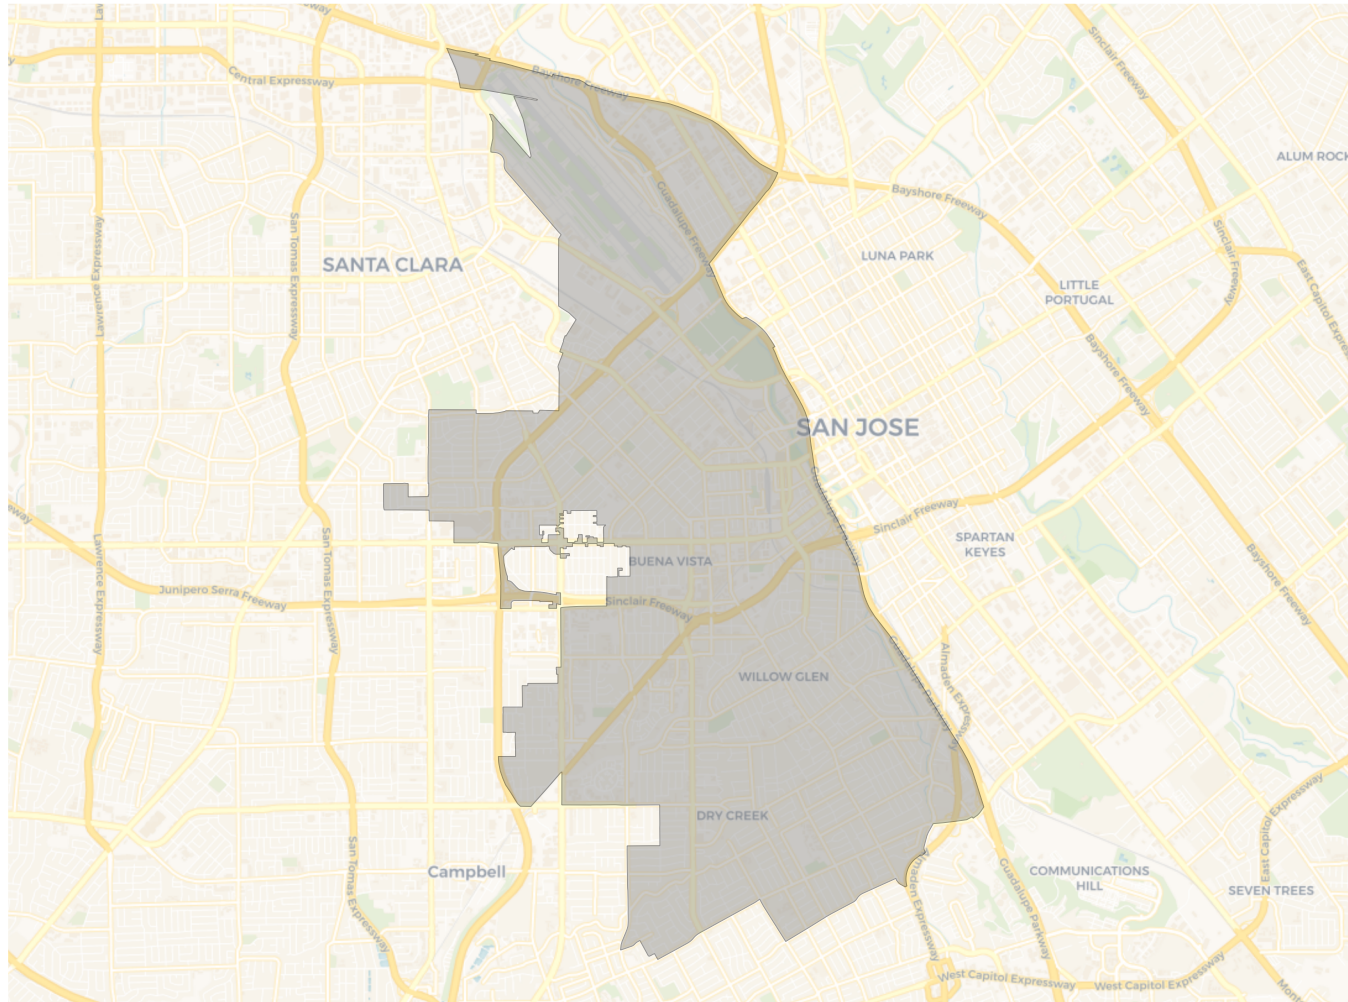 Central Expressway
Bayshore Freeway
Sinclair Freeway
ALUM ROCK
Bayshore Freeway
Guadalupe Freeway
San Tomas Expressway
Lawrence Expressway
SANTA CLARA
LUNA PARK
Sinclair Freeway
East Capitol Expressway
LITTLE
PORTUGAL
Bayshore Freeway
SAN JOSE
Guadalupe Freeway
Sinclair Freeway
SPARTAN
KEYES
Lawrence Expressway
San Tomas Expressway
BUENA VISTA
Bayshore Freeway
Junipero Serra Freeway
Sinclair Freeway
WILLOW GLEN
Guadalupe Parkway
Almaden Expressway
DRY CREEK
Campbell
San Tomas Expressway
Almaden Expressway
Guadalupe Parkway
COMMUNICATIONS
HILL
East Capitol Expressway
SEVEN TREES
West Capitol Expressway
West Capitol Expressway